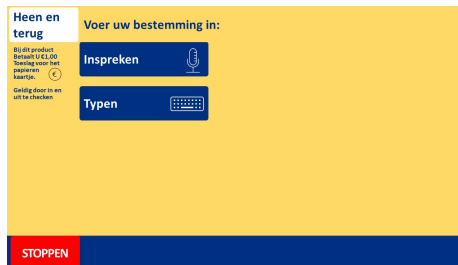 Heen en
terug
Voer uw bestemming in:
Bij dit product
Betaalt U €1,00
Toeslag voor het
papieren
kaartje. €
Geldig door in en
uit te checken
Inspreken
Typen
STOPPEN